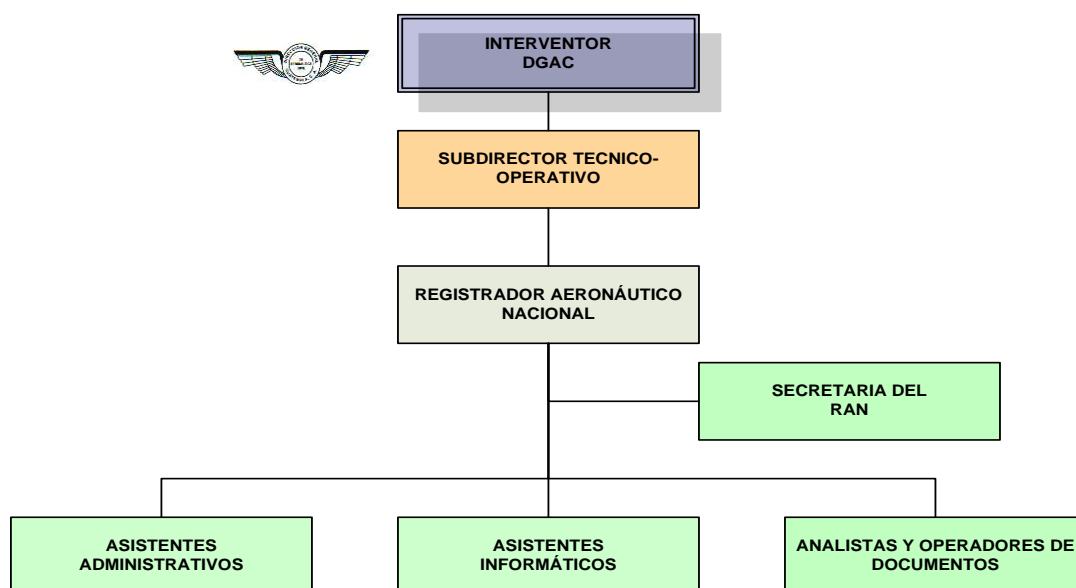 INTERVENTOR
DGAC
SUBDIRECTOR TECNICO-
OPERATIVO
REGISTRADOR AERONÁUTICO
NACIONAL
SECRETARIA DEL
RAN
ASISTENTES
ADMINISTRATIVOS
ASISTENTES
INFORMÁTICOS
ANALISTAS Y OPERADORES DE
DOCUMENTOS